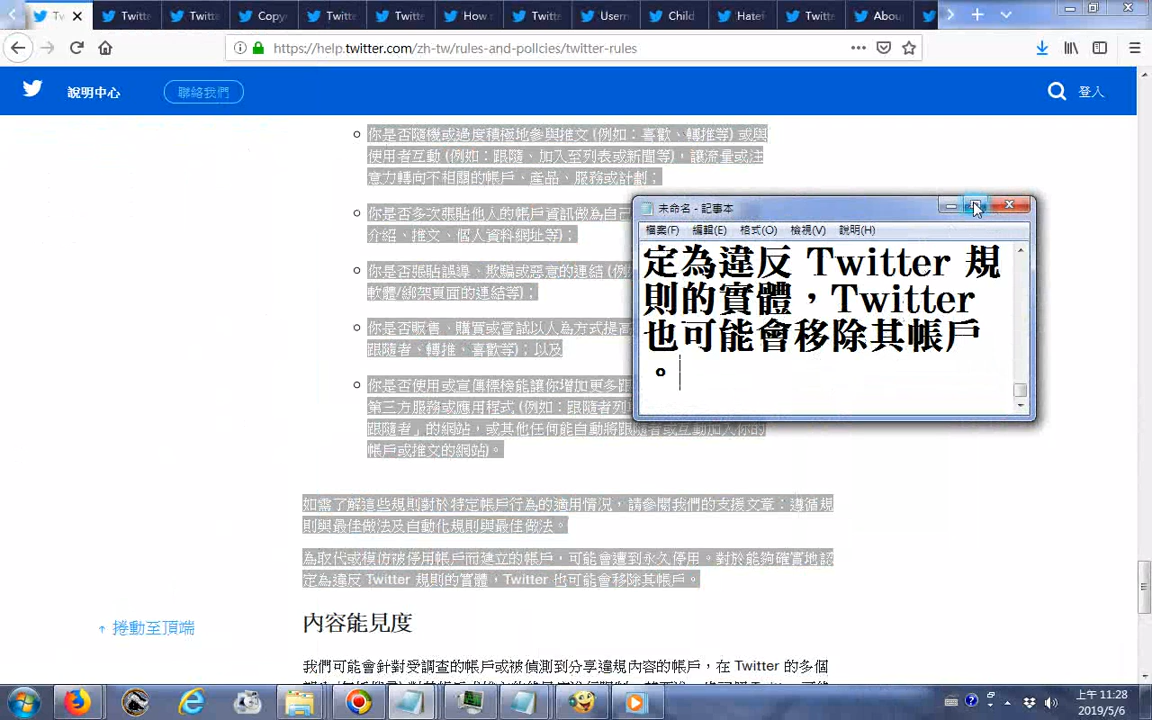 Tw
Twitte
Twitt
Copy
Twitte
Twitte
How
Twitte
Userr
Child
Hatef
Twitte
Abou
https://help.twitter.com/zh-tw/rules-and-policies/twitter-rules
說明中心
聯絡我們
登入
你是否隨機或過度積極地參與推文 (例如：喜歡、轉推等) 或與
使用者互動 (例如：跟隨、加入至列表或新聞等)，讓流量或注
意力轉向不相關的帳戶、產品、服務或計劃；
你是否多次張貼他人的帳戶資訊做為自己
介紹、推文、個人資料網址等)；
你是否張貼誤導、欺騙或惡意的連結 (例
軟體/綁架頁面的連結等)；
你是否販售、購買或嘗試以人為方式提高
跟隨者、轉推、喜歡等)；以及
你是否使用或宣傳標榜能讓你增加更多跟
第三方服務或應用程式 (例如：跟隨者列
跟隨者」的網站，或其他任何能自動將跟隨者或互動加入你的
帳戶或推文的網站)。
未命名 - 記事本
檔案(F) 編輯(E) 格式(O) 檢視(V) 說明(H)
定為違反 Twitter 規
則的實體，Twitter
也可能會移除其帳戶
。
如需了解這些規則對於特定帳戶行為的適用情況，請參閱我們的支援文章：遵循規
則與最佳做法及自動化規則與最佳做法。
為取代或模仿被停用帳戶而建立的帳戶，可能會遭到永久停用。對於能夠確實地認
定為違反 Twitter 規則的實體，Twitter 也可能會移除其帳戶。
內容能見度
捲動至頂端
我們可能會針對受調查的帳戶或被偵測到分享違規內容的帳戶，在 Twitter 的多個
上午 11:28
2019/5/6